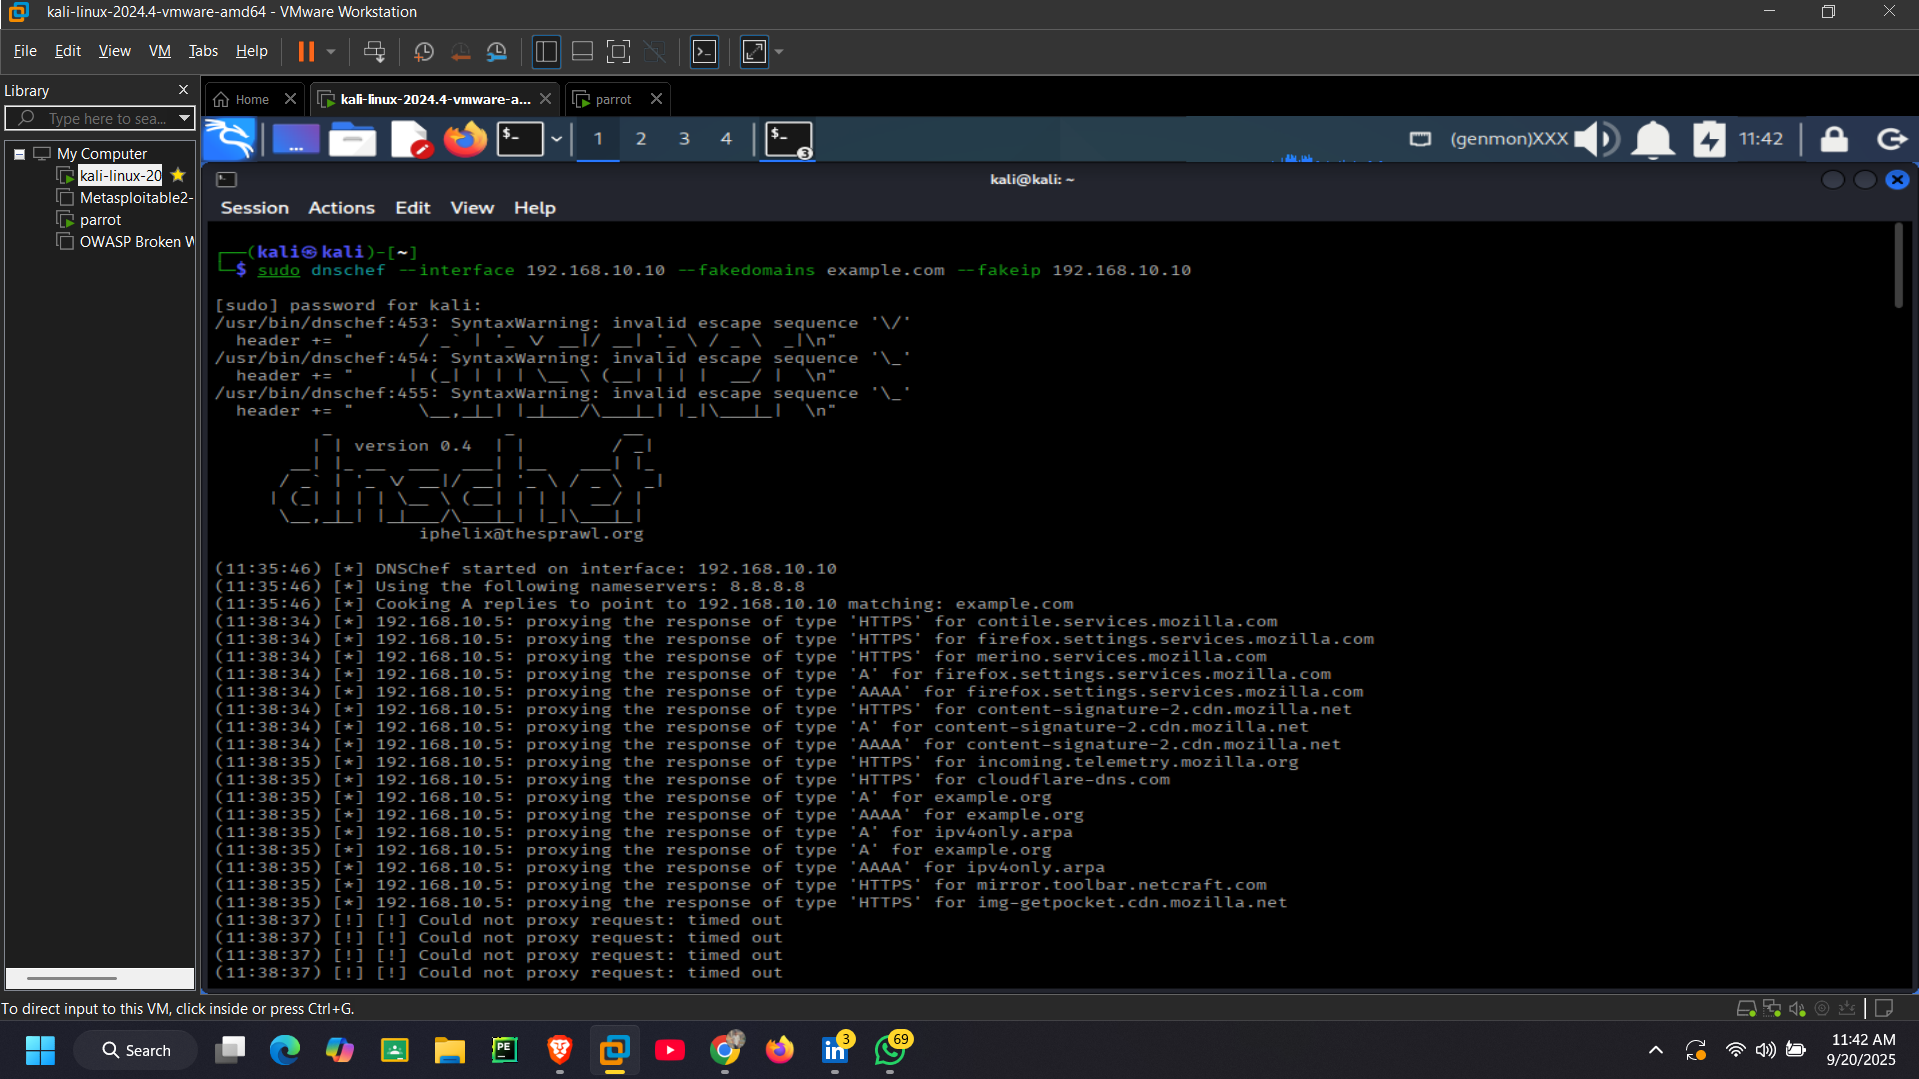 kali-linux-2024.4-vmware-amd64 - VMware Workstation
File Edit View VM Tabs Help
Library
Type here to sea...
My Computer
kali-linux-20
Metasploitable2-
parrot
OWASP Broken W
Home
kali-linux-2024.4-vmware-a...
parrot
1 2 3 4
3
(genmon)XXX
11:42
kali@kali: ~
Session Actions Edit View Help
┌──(kali㉿kali)-[~]
└─$ sudo dnschef --interface 192.168.10.10 --fakedomains example.com --fakeip 192.168.10.10
[sudo] password for kali:
/usr/bin/dnschef:453: SyntaxWarning: invalid escape sequence '\/'
header += "      / _` | '_ \/ __|/ __| '_ \ / _ \  _|\n"
/usr/bin/dnschef:454: SyntaxWarning: invalid escape sequence '\_'
header += "     | (_| | | | \__ \ (__| | | |  __/ |  \n"
/usr/bin/dnschef:455: SyntaxWarning: invalid escape sequence '\_'
header += "      \__,_|_| |_|___/\___|_| |_|\___|_|  \n"
version 0.4
dnschef
iphelix@thesprawl.org
(11:35:46) [*] DNSChef started on interface: 192.168.10.10
(11:35:46) [*] Using the following nameservers: 8.8.8.8
(11:35:46) [*] Cooking A replies to point to 192.168.10.10 matching: example.com
(11:38:34) [*] 192.168.10.5: proxying the response of type 'HTTPS' for contile.services.mozilla.com
(11:38:34) [*] 192.168.10.5: proxying the response of type 'HTTPS' for firefox.settings.services.mozilla.com
(11:38:34) [*] 192.168.10.5: proxying the response of type 'HTTPS' for merino.services.mozilla.com
(11:38:34) [*] 192.168.10.5: proxying the response of type 'A' for firefox.settings.services.mozilla.com
(11:38:34) [*] 192.168.10.5: proxying the response of type 'AAAA' for firefox.settings.services.mozilla.com
(11:38:34) [*] 192.168.10.5: proxying the response of type 'HTTPS' for content-signature-2.cdn.mozilla.net
(11:38:34) [*] 192.168.10.5: proxying the response of type 'A' for content-signature-2.cdn.mozilla.net
(11:38:34) [*] 192.168.10.5: proxying the response of type 'AAAA' for content-signature-2.cdn.mozilla.net
(11:38:35) [*] 192.168.10.5: proxying the response of type 'HTTPS' for incoming.telemetry.mozilla.org
(11:38:35) [*] 192.168.10.5: proxying the response of type 'HTTPS' for cloudflare-dns.com
(11:38:35) [*] 192.168.10.5: proxying the response of type 'A' for example.org
(11:38:35) [*] 192.168.10.5: proxying the response of type 'AAAA' for example.org
(11:38:35) [*] 192.168.10.5: proxying the response of type 'A' for ipv4only.arpa
(11:38:35) [*] 192.168.10.5: proxying the response of type 'A' for example.org
(11:38:35) [*] 192.168.10.5: proxying the response of type 'AAAA' for ipv4only.arpa
(11:38:35) [*] 192.168.10.5: proxying the response of type 'HTTPS' for mirror.toolbar.netcraft.com
(11:38:35) [*] 192.168.10.5: proxying the response of type 'HTTPS' for img-getpocket.cdn.mozilla.net
(11:38:37) [!] [!] Could not proxy request: timed out
(11:38:37) [!] [!] Could not proxy request: timed out
(11:38:37) [!] [!] Could not proxy request: timed out
(11:38:37) [!] [!] Could not proxy request: timed out
To direct input to this VM, click inside or press Ctrl+G.
Search
PE
3
69
11:42 AM
9/20/2025